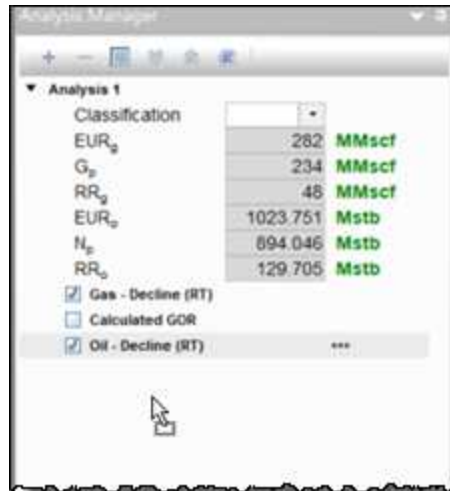 Analysis Manager
Analysis 1
Classification
EURg 282 MMscf
Gp 234 MMscf
RRg 48 MMscf
EURo 1023.751 Mstb
Np 894.046 Mstb
RRo 129.705 Mstb
Gas - Decline (RT)
Calculated GOR
Oil - Decline (RT) •••